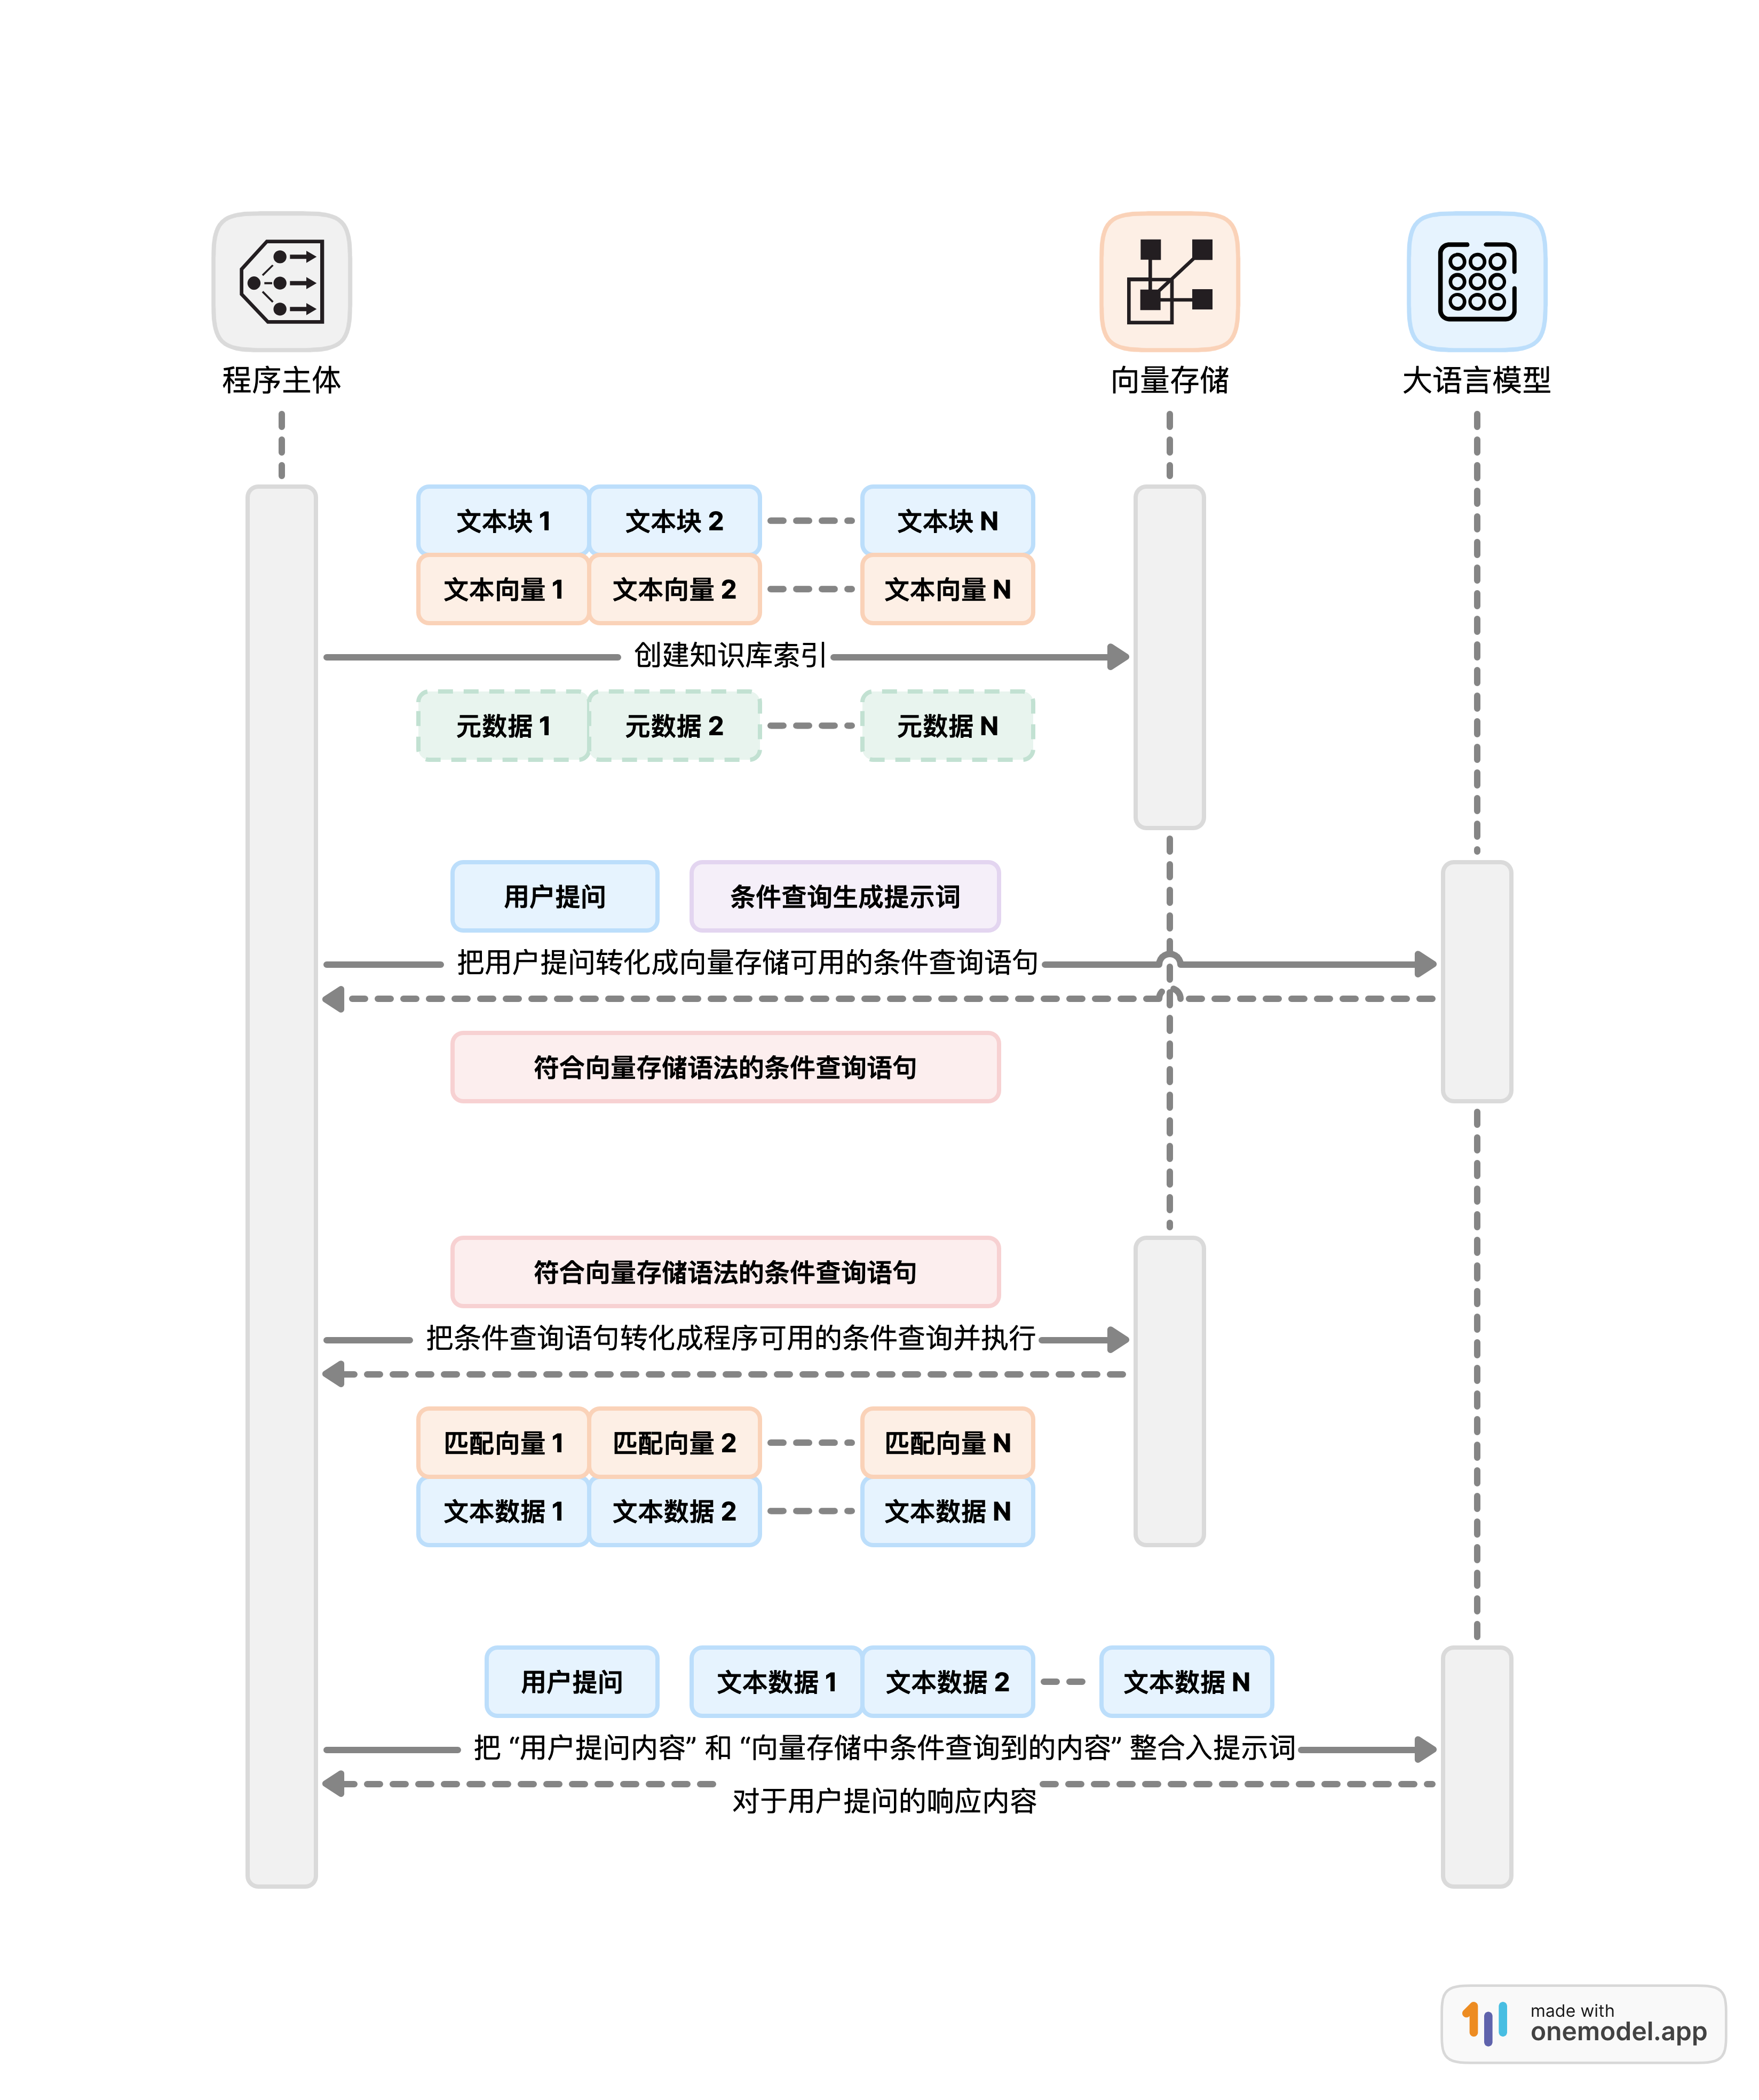 程序主体
向量存储
大语言模型
文本块 1
文本块 2
文本块 N
文本向量 1
文本向量 2
文本向量 N
创建知识库索引
元数据 1
元数据 2
元数据 N
用户提问
条件查询生成提示词
把用户提问转化成向量存储可用的条件查询语句
符合向量存储语法的条件查询语句
符合向量存储语法的条件查询语句
把条件查询语句转化成程序可用的条件查询并执行
匹配向量 1
匹配向量 2
匹配向量 N
文本数据 1
文本数据 2
文本数据 N
用户提问
文本数据 1
文本数据 2
文本数据 N
把 “用户提问内容” 和 “向量存储中条件查询到的内容” 整合入提示词
对于用户提问的响应内容
made with
onemodel.app